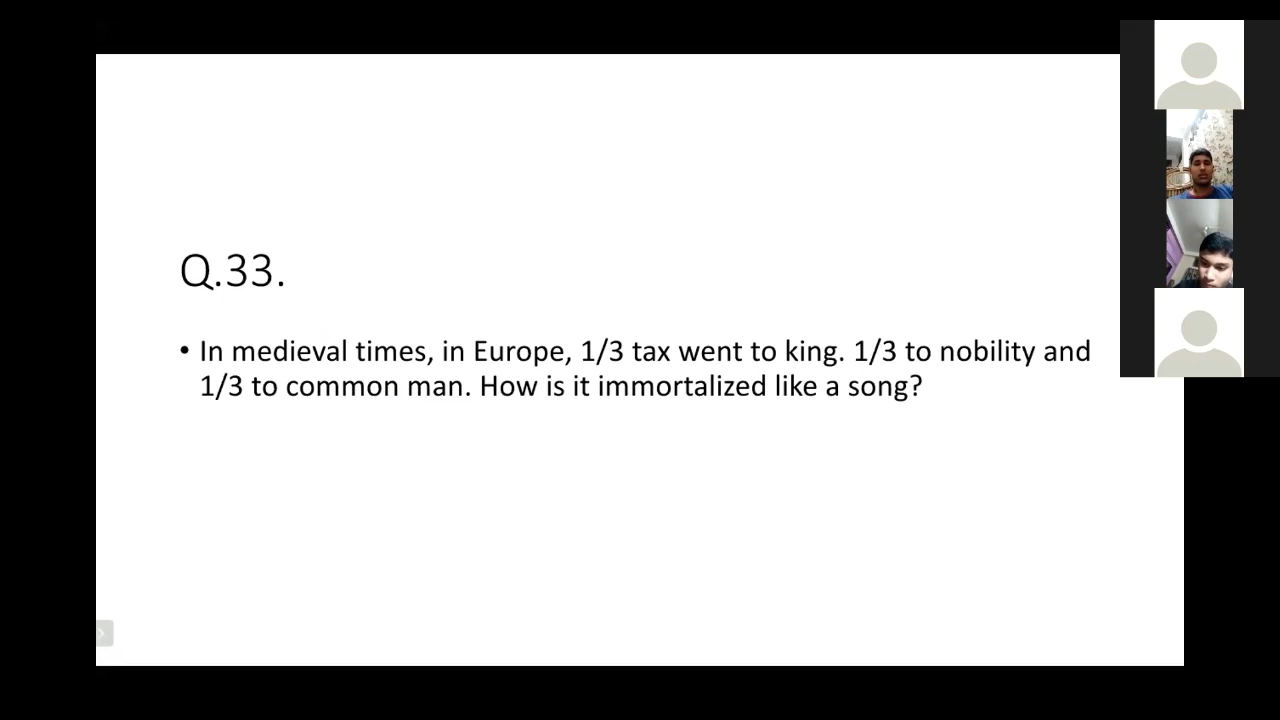 Q.33.
• In medieval times, in Europe, 1/3 tax went to king. 1/3 to nobility and
1/3 to common man. How is it immortalized like a song?